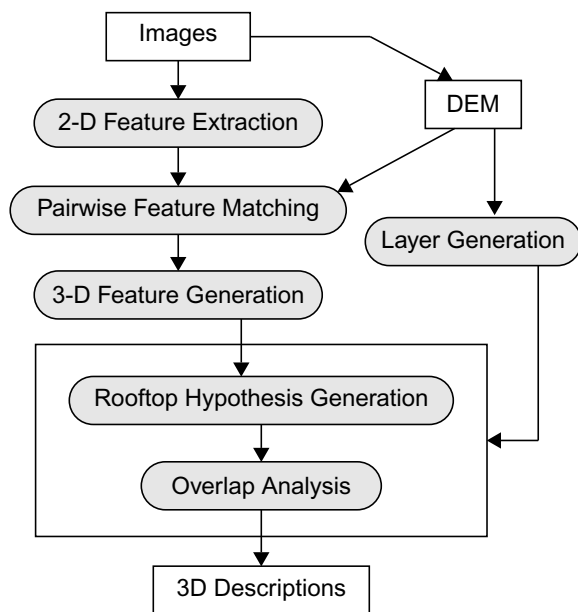 Images
DEM
2-D Feature Extraction
Pairwise Feature Matching
Layer Generation
3-D Feature Generation
Rooftop Hypothesis Generation
Overlap Analysis
3D Descriptions